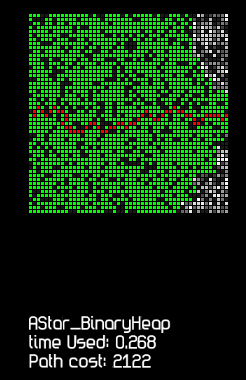 AStar_BinaryHeap
time Used: 0.268
Path cost: 2122